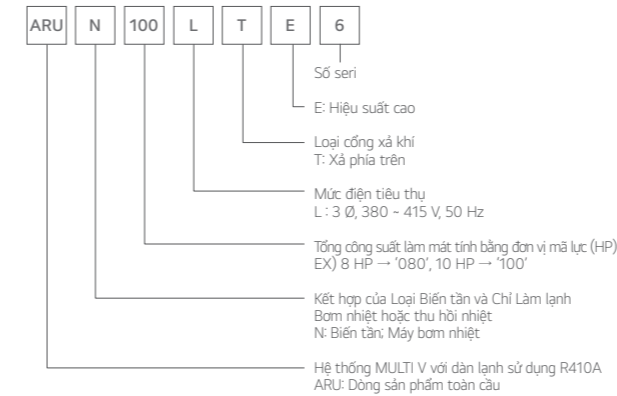 ARU N 100 L T E 6
Số seri
E: Hiệu suất cao
Loại cổng xả khí
T: Xả phía trên
Mức điện tiêu thụ
L : 3 Ø, 380 ~ 415 V, 50 Hz
Tổng công suất làm mát tính bằng đơn vị mã lực (HP)
EX) 8 HP → ‘080’, 10 HP → ‘100’
Kết hợp của Loại Biến tần và Chỉ Làm lạnh
Bơm nhiệt hoặc thu hồi nhiệt
N: Biến tần; Máy bơm nhiệt
Hệ thống MULTI V với dàn lạnh sử dụng R410A
ARU: Dòng sản phẩm toàn cầu